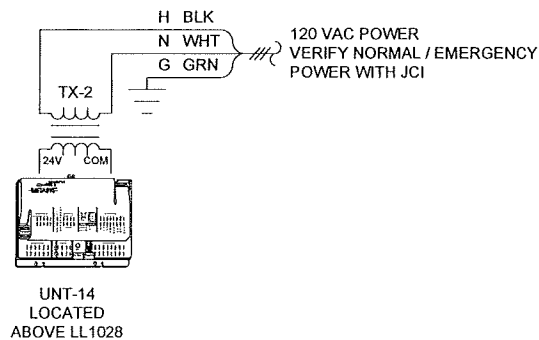 H BLK
N WHT
G GRN
120 VAC POWER
VERIFY NORMAL / EMERGENCY
POWER WITH JCI
TX-2
24V COM
UNT-14
LOCATED
ABOVE LL1028